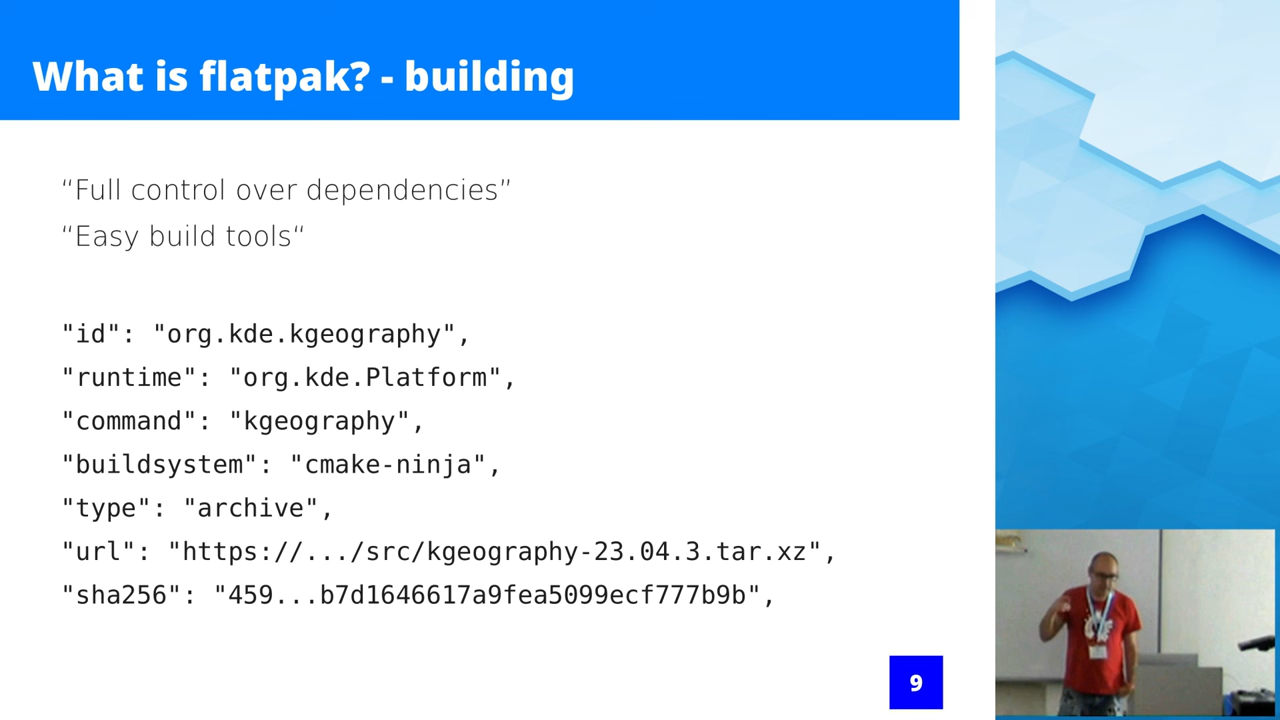 What is flatpak? - building
“Full control over dependencies”
“Easy build tools“
"id": "org.kde.kgeography",
"runtime": "org.kde.Platform",
"command": "kgeography",
"buildsystem": "cmake-ninja",
"type": "archive",
"url": "https://.../src/kgeography-23.04.3.tar.xz",
"sha256": "459...b7d1646617a9fea5099ecf777b9b",
9